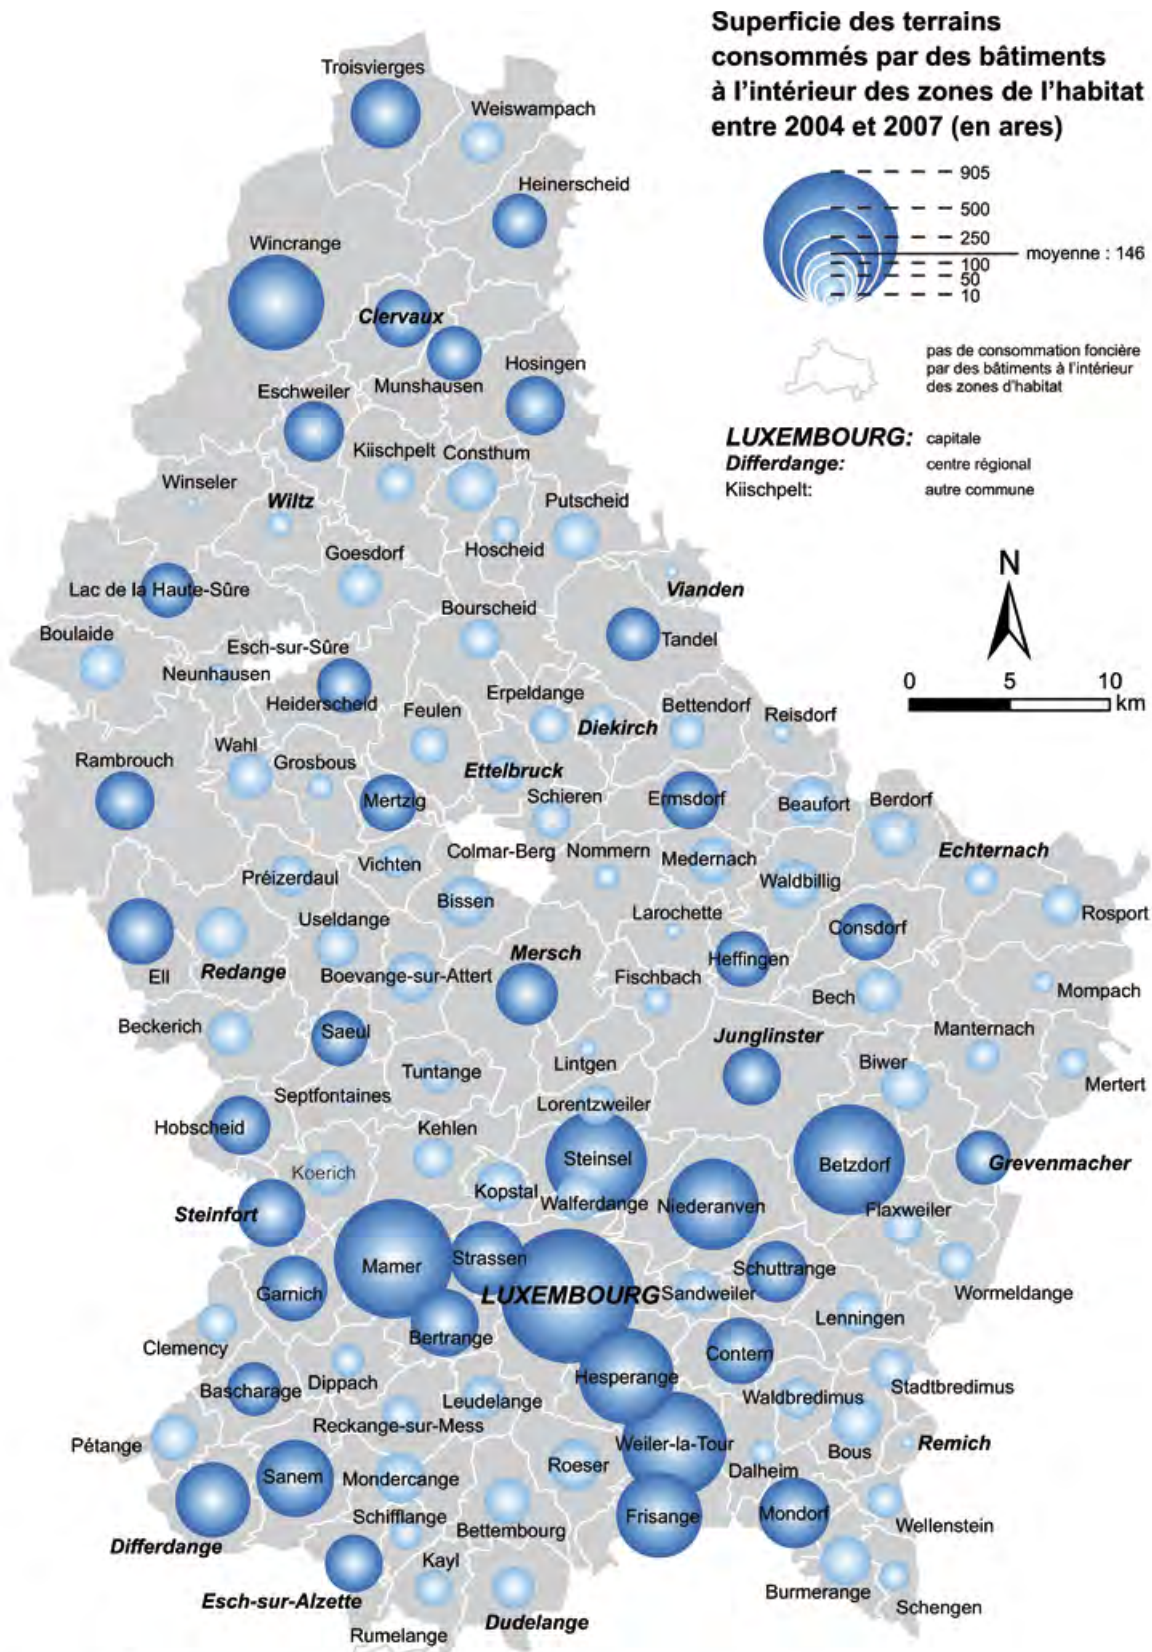 Superficie des terrains
consommés par des bâtiments
à l'intérieur des zones de l'habitat
entre 2004 et 2007 (en ares)
905
500
250
moyenne : 146
100
50
10
pas de consommation foncière
par des bâtiments à l'intérieur
des zones d'habitat
LUXEMBOURG: capitale
Differdange: centre régional
Kiischpelt: autre commune
N
0 5 10
km
Troisvierges
Weiswampach
Heinerscheid
Wincrange
Clervaux
Munshausen
Hosingen
Eschweiler
Kiischpelt
Consthum
Winseler
Wiltz
Putscheid
Hoscheid
Goesdorf
Lac de la Haute-Sûre
Vianden
Bourscheid
Boulaide
Tandel
Esch-sur-Sûre
Neunhausen
Heiderscheid
Erpeldange
Feulen
Diekirch
Bettendorf
Reisdorf
Wahl
Rambrouch
Grosbous
Ettelbruck
Mertzig
Schieren
Ermsdorf
Beaufort
Berdorf
Colmar-Berg
Nommern
Medernach
Echternach
Vichten
Préizerdaul
Waldbillig
Bissen
Useldange
Larochette
Rosport
Consdorf
Mersch
Heffingen
Ell
Redange
Boevange-sur-Attert
Fischbach
Bech
Mompach
Beckerich
Saeul
Junglinster
Manternach
Lintgen
Biwer
Tuntange
Mertert
Septfontaines
Lorentzweiler
Hobscheid
Kehlen
Steinsel
Betzdorf
Grevenmacher
Koerich
Kopstal
Walferdange
Niederanven
Flaxweiler
Steinfort
Mamer
Strassen
Schuttrange
Garnich
LUXEMBOURG
Sandweiler
Wormeldange
Lenningen
Clemency
Bertrange
Contern
Hesperange
Bascharage
Dippach
Leudelange
Waldbredimus
Stadtbredimus
Reckange-sur-Mess
Pétange
Weiler-la-Tour
Bous
Remich
Sanem
Mondercange
Roeser
Dalheim
Schifflange
Bettembourg
Frisange
Mondorf
Wellenstein
Differdange
Kayl
Esch-sur-Alzette
Burmerange
Schengen
Dudelange
Rumelange